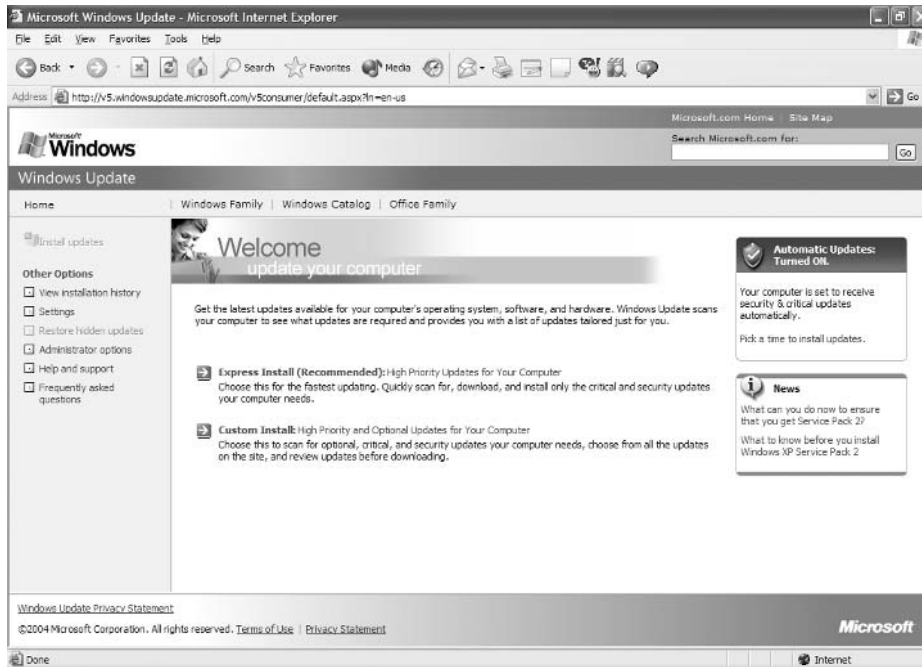 Microsoft Windows Update - Microsoft Internet Explorer
File Edit View Favorites Tools Help
Back Search Favorites Media
Address http://v5.windowsupdate.microsoft.com/v5consumer/default.aspx?ln=en-us Go
Microsoft.com Home | Site Map
Microsoft
Windows
Search Microsoft.com for:
Go
Windows Update
Home | Windows Family | Windows Catalog | Office Family
Install updates
Other Options
View installation history
Settings
Restore hidden updates
Administrator options
Help and support
Frequently asked
questions
Welcome
update your computer
Get the latest updates available for your computer's operating system, software, and hardware. Windows Update scans
your computer to see what updates are required and provides you with a list of updates tailored just for you.
Express Install (Recommended): High Priority Updates for Your Computer
Choose this for the fastest updating. Quickly scan for, download, and install only the critical and security updates
your computer needs.
Custom Install: High Priority and Optional Updates for Your Computer
Choose this to scan for optional, critical, and security updates your computer needs, choose from all the updates
on the site, and review updates before downloading.
Automatic Updates:
Turned ON.
Your computer is set to receive
security & critical updates
automatically.
Pick a time to install updates.
News
What can you do now to ensure
that you get Service Pack 2?
What to know before you install
Windows XP Service Pack 2
Windows Update Privacy Statement
©2004 Microsoft Corporation. All rights reserved. Terms of Use | Privacy Statement
Microsoft
Done Internet